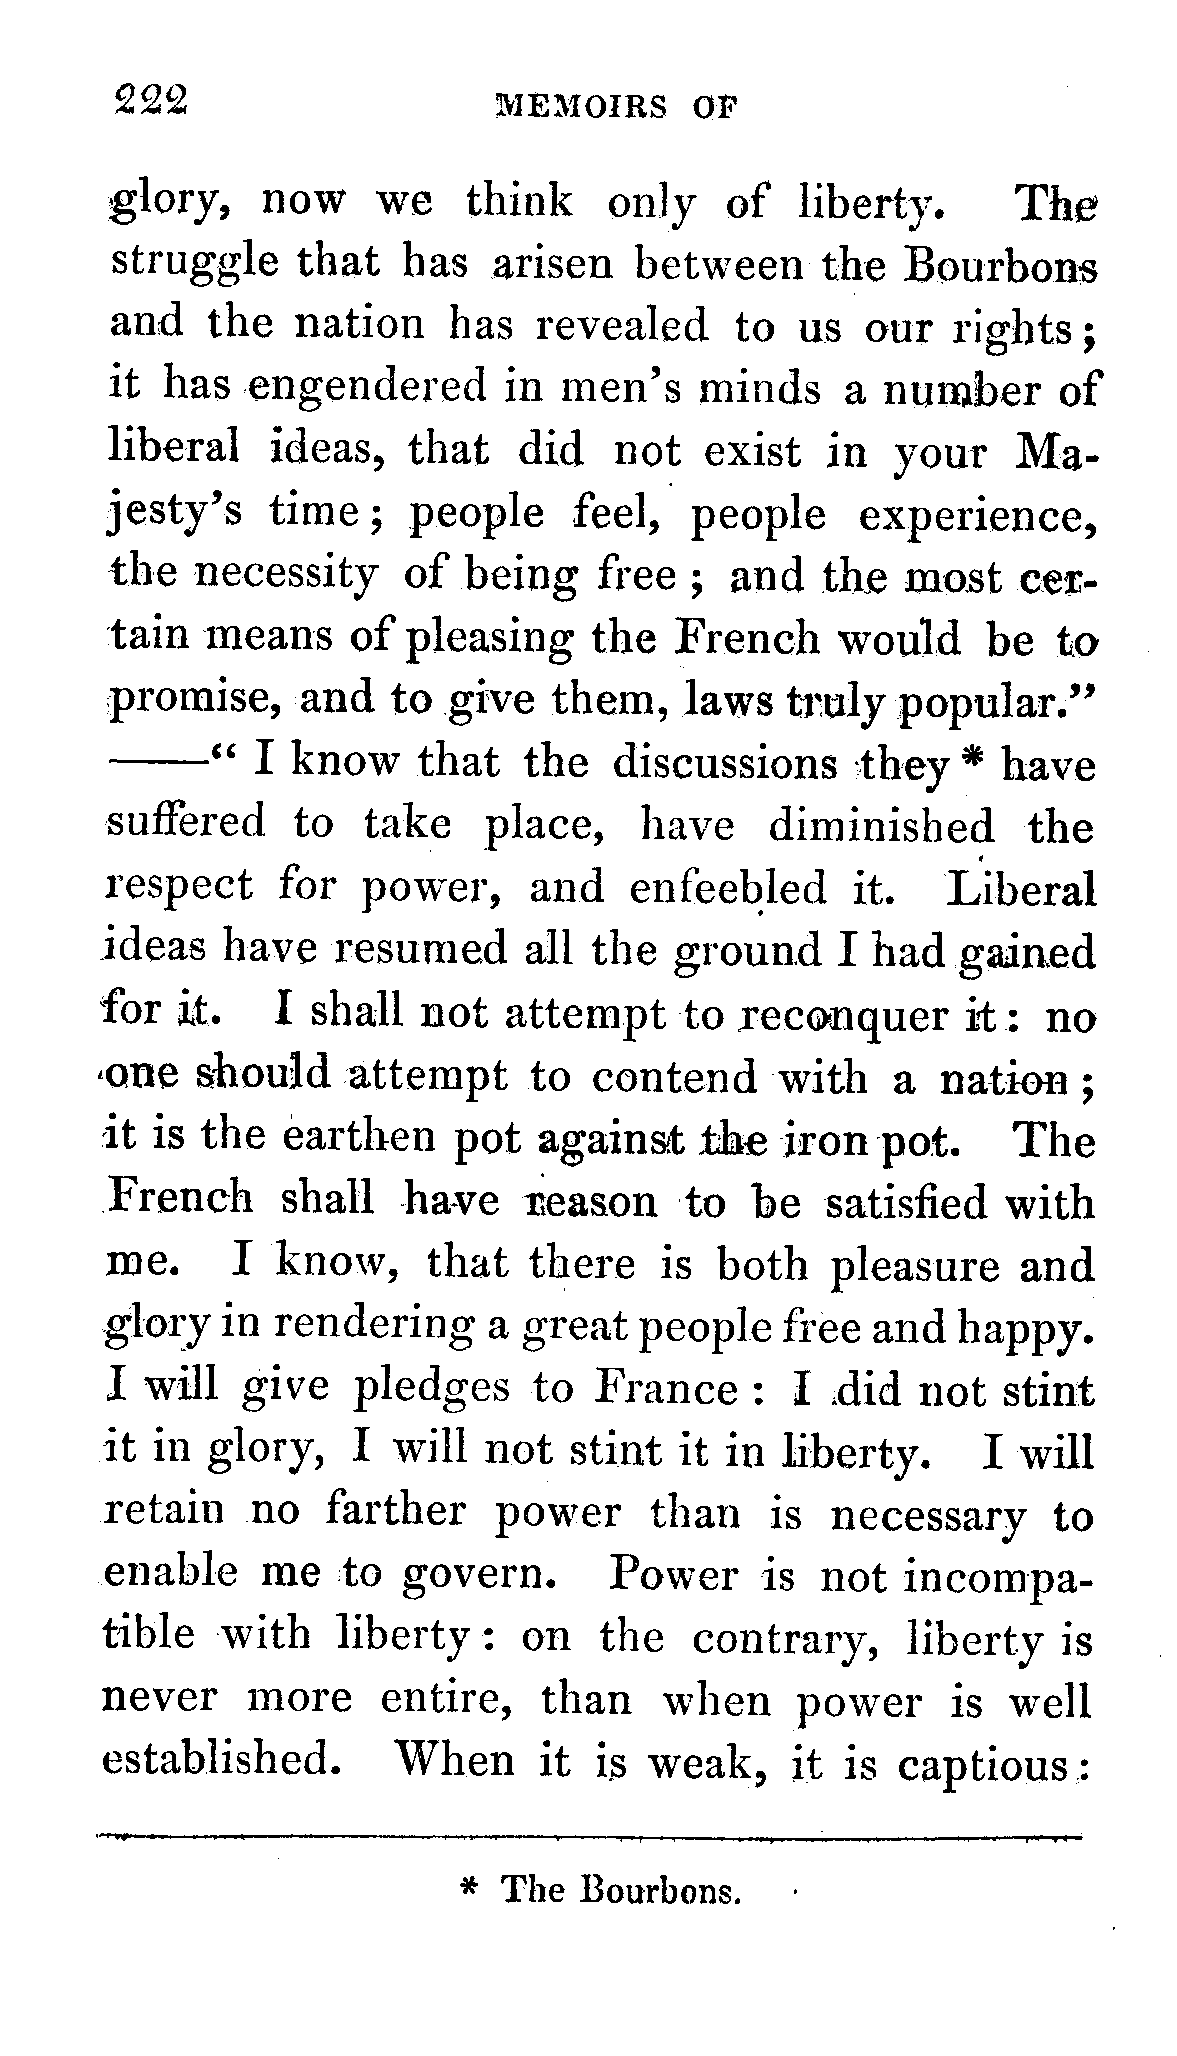 222 MEMOIRS OF
glory, now we think only of liberty. The
struggle that has arisen between the Bourbons
and the nation has revealed to us our rights;
it has engendered in men's minds a number of
liberal ideas, that did not exist in your Ma-
jesty's time; people feel, people experience,
the necessity of being free; and the most cer-
tain means of pleasing the French would be to
promise, and to give them, laws truly popular."
——"I know that the discussions they * have
suffered to take place, have diminished the
respect for power, and enfeebled it. Liberal
ideas have resumed all the ground I had gained
for it. I shall not attempt to reconquer it: no
one should attempt to contend with a nation;
it is the earthen pot against the iron pot. The
French shall have reason to be satisfied with
me. I know, that there is both pleasure and
glory in rendering a great people free and happy.
I will give pledges to France: I did not stint
it in glory, I will not stint it in liberty. I will
retain no farther power than is necessary to
enable me to govern. Power is not incompa-
tible with liberty: on the contrary, liberty is
never more entire, than when power is well
established. When it is weak, it is captious:
* The Bourbons.